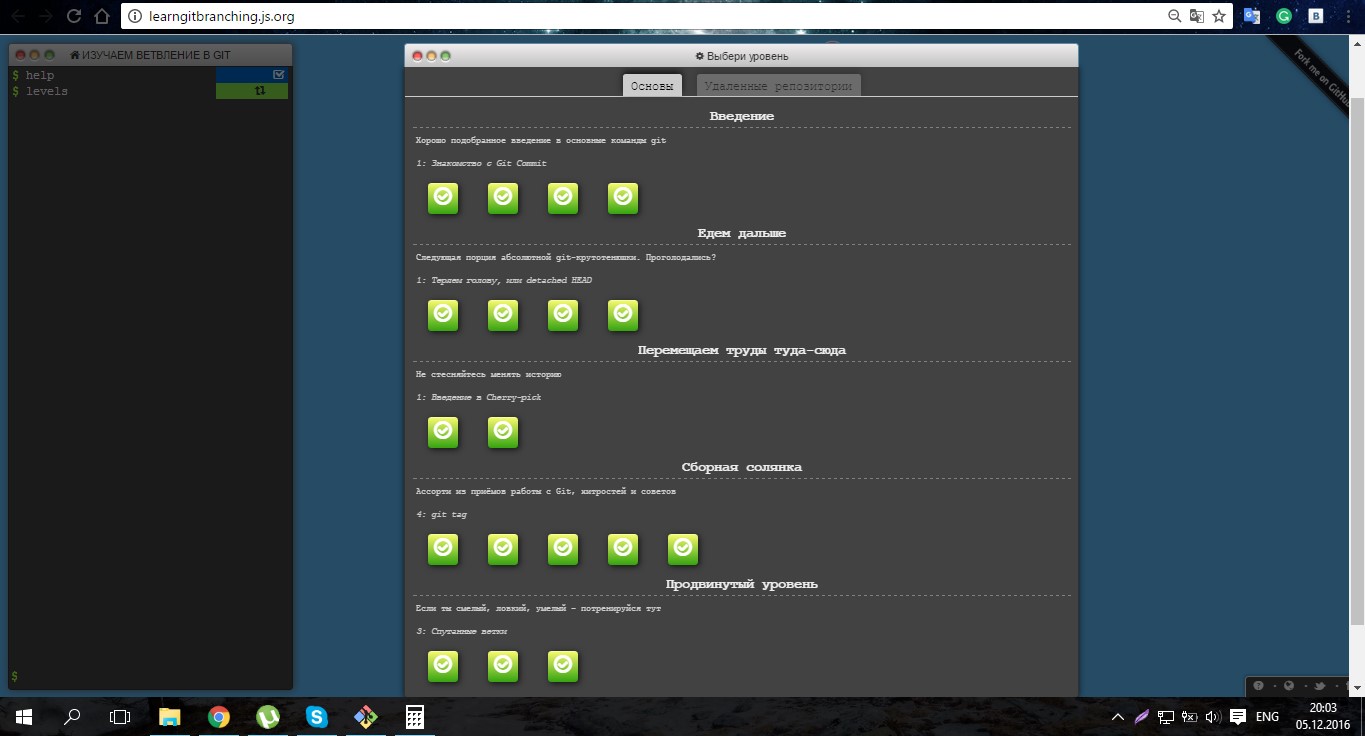 learngitbranching.js.org
ИЗУЧАЕМ ВЕТВЛЕНИЕ В GIT
$ help
$ levels
$
Выбери уровень
Основы
Удаленные репозитории
Введение
Хорошо подобранное введение в основные команды git
1: Знакомство с Git Commit
Едем дальше
Следующая порция абсолютной git-крутотенюшки. Проголодались?
1: Теряем голову, или detached HEAD
Перемещаем труды туда-сюда
Не стесняйтесь менять историю
1: Введение в Cherry-pick
Сборная солянка
Ассорти из приёмов работы с Git, хитростей и советов
4: git tag
Продвинутый уровень
Если ты смелый, ловкий, умелый - потренируйся тут
3: Спутанные ветки
Fork me on GitHub
ENG
20:03
05.12.2016